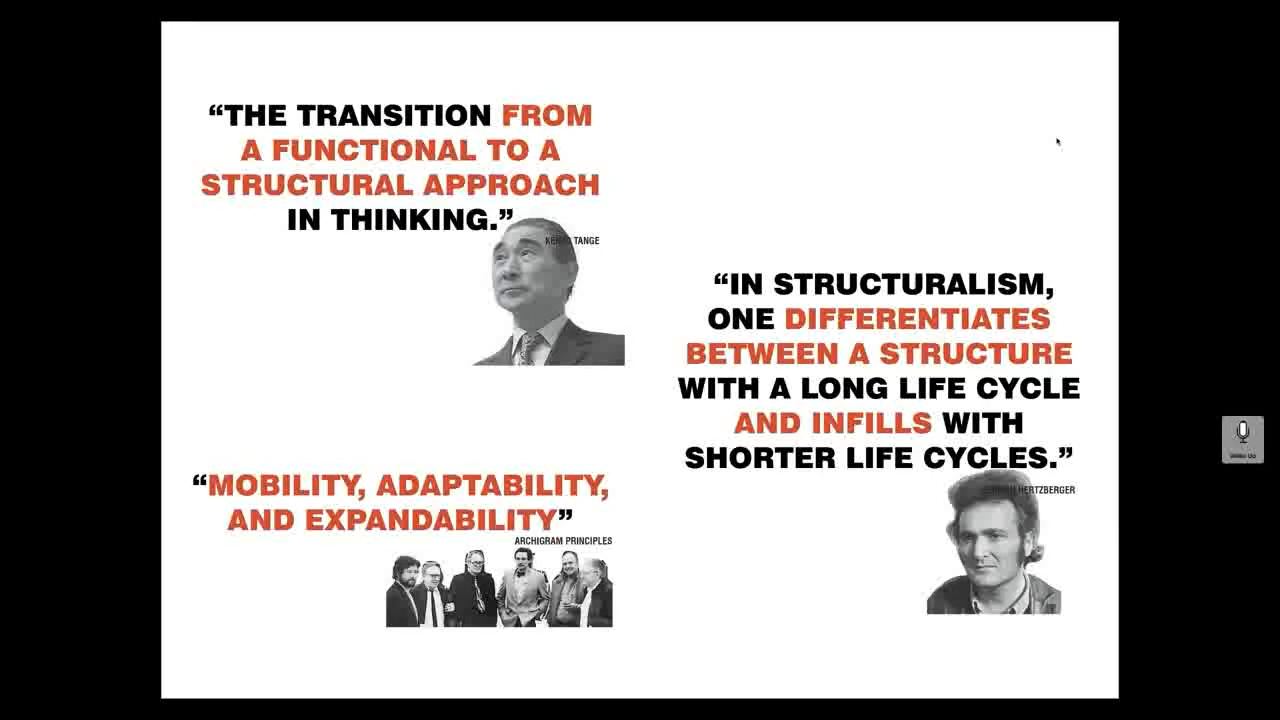 “THE TRANSITION FROM
A FUNCTIONAL TO A
STRUCTURAL APPROACH
IN THINKING.”
TANGE
“MOBILITY, ADAPTABILITY,
AND EXPANDABILITY”
ARCHIGRAM PRINCIPLES
“IN STRUCTURALISM,
ONE DIFFERENTIATES
BETWEEN A STRUCTURE
WITH A LONG LIFE CYCLE
AND INFILLS WITH
SHORTER LIFE CYCLES.”
HERTZBERGER